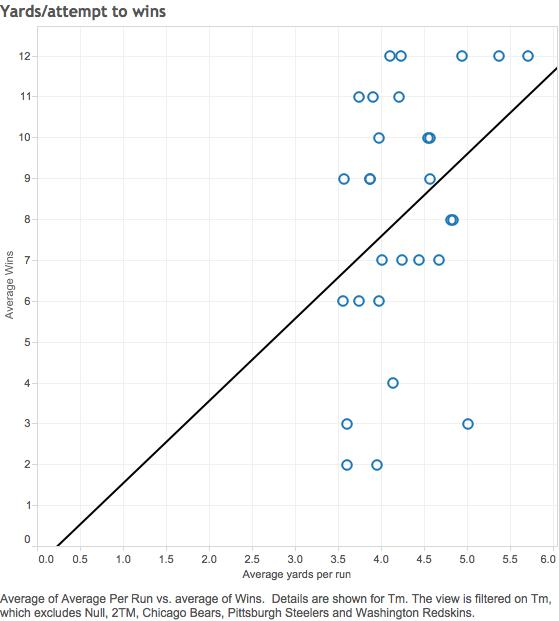 Yards/attempt to wins
12
11
10
9
8
7
6
5
4
3
2
1
0
Average Wins
0.0 0.5 1.0 1.5 2.0 2.5 3.0 3.5 4.0 4.5 5.0 5.5 6.0
Average yards per run
Average of Average Per Run vs. average of Wins.  Details are shown for Tm. The view is filtered on Tm,
which excludes Null, 2TM, Chicago Bears, Pittsburgh Steelers and Washington Redskins.